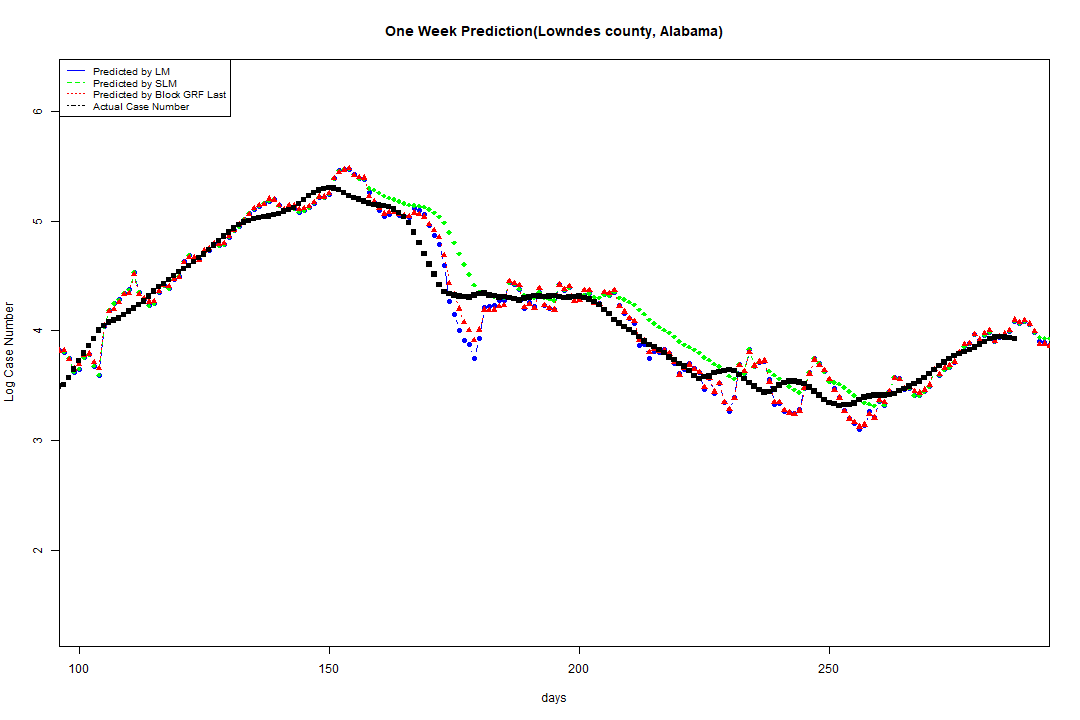 One Week Prediction(Lowndes county, Alabama)
Predicted by LM
Predicted by SLM
Predicted by Block GRF Last
Actual Case Number
6
5
4
3
2
Log Case Number
100 150 200 250
days